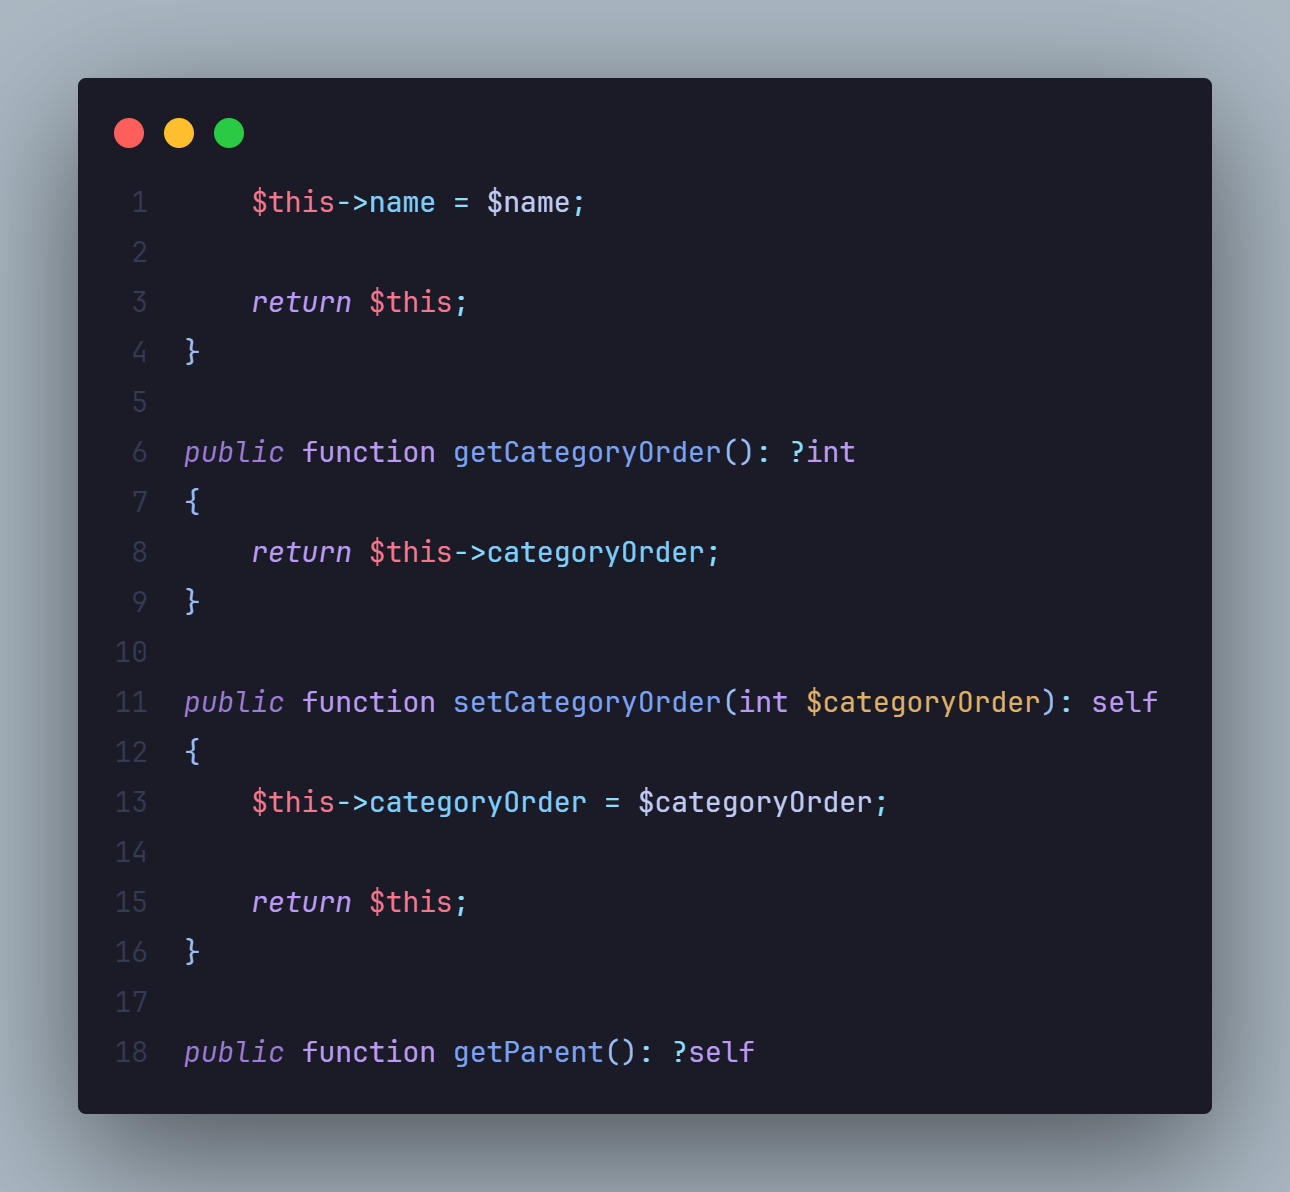 1 $this->name = $name;
2
3 return $this;
4 }
5
6 public function getCategoryOrder(): ?int
7 {
8 return $this->categoryOrder;
9 }
10
11 public function setCategoryOrder(int $categoryOrder): self
12 {
13 $this->categoryOrder = $categoryOrder;
14
15 return $this;
16 }
17
18 public function getParent(): ?self